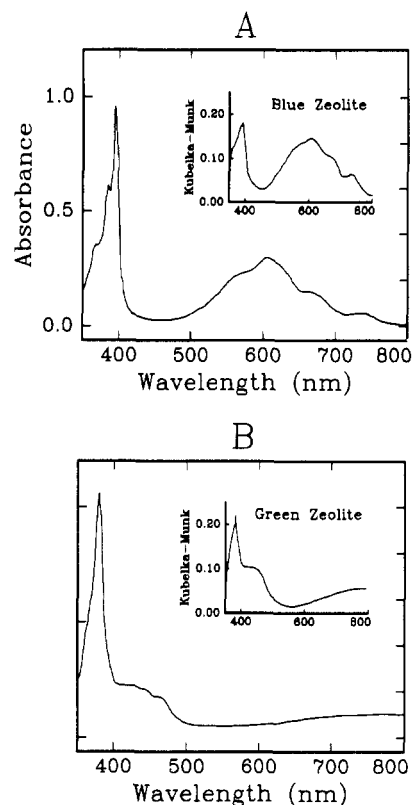 A
Absorbance
1.0
0.5
0.0
400 500 600 700 800
Wavelength (nm)
Blue Zeolite
Kubelka-Munk
0.20
0.10
0.00
400 600 800
B
400 500 600 700 800
Wavelength (nm)
Green Zeolite
Kubelka-Munk
0.20
0.10
0.00
400 600 800